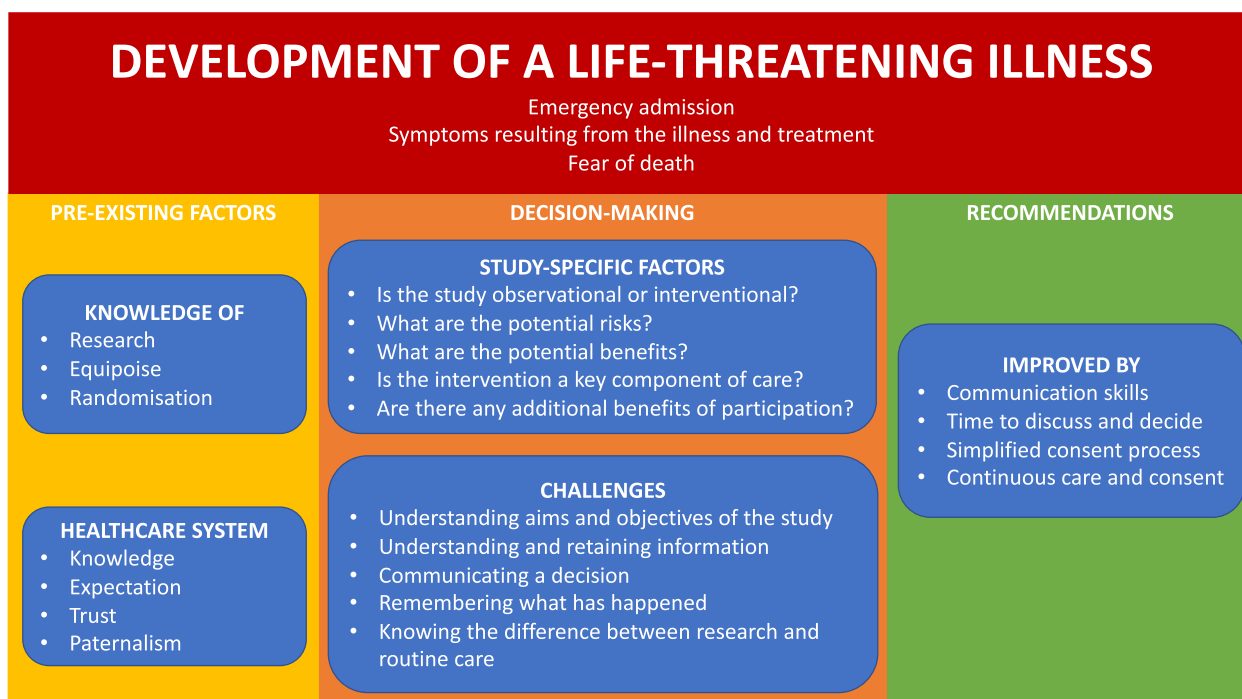 DEVELOPMENT OF A LIFE-THREATENING ILLNESS
Emergency admission
Symptoms resulting from the illness and treatment
Fear of death
PRE-EXISTING FACTORS
KNOWLEDGE OF
• Research
• Equipoise
• Randomisation
HEALTHCARE SYSTEM
• Knowledge
• Expectation
• Trust
• Paternalism
DECISION-MAKING
STUDY-SPECIFIC FACTORS
• Is the study observational or interventional?
• What are the potential risks?
• What are the potential benefits?
• Is the intervention a key component of care?
• Are there any additional benefits of participation?
CHALLENGES
• Understanding aims and objectives of the study
• Understanding and retaining information
• Communicating a decision
• Remembering what has happened
• Knowing the difference between research and
routine care
RECOMMENDATIONS
IMPROVED BY
• Communication skills
• Time to discuss and decide
• Simplified consent process
• Continuous care and consent